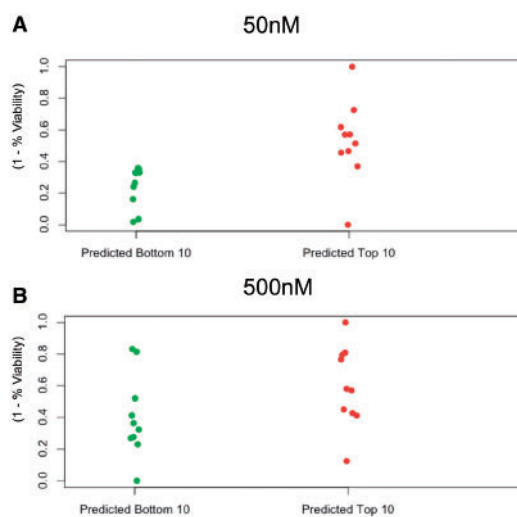 A
50nM
(1 - % Viability)
1.0
0.8
0.6
0.4
0.2
0.0
Predicted Bottom 10
Predicted Top 10
B
500nM
(1 - % Viability)
1.0
0.8
0.6
0.4
0.2
0.0
Predicted Bottom 10
Predicted Top 10